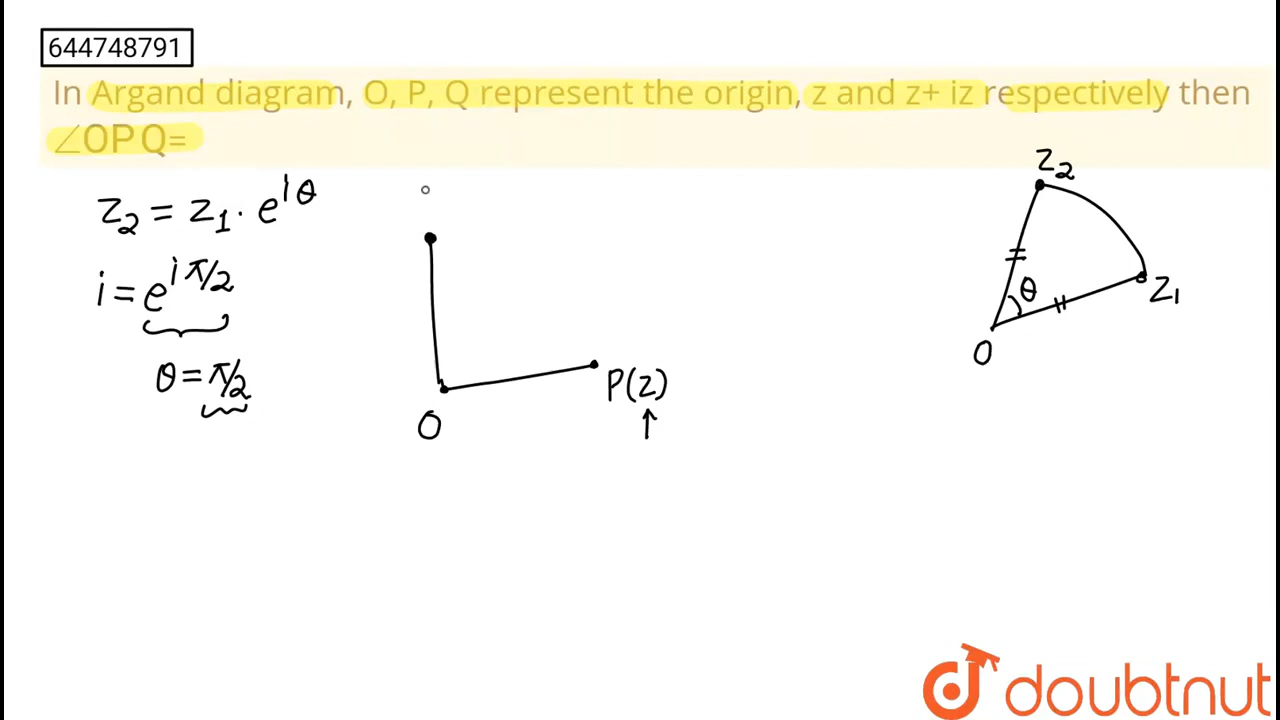 644748791
In Argand diagram, O, P, Q represent the origin, z and z+ iz respectively then
∠OPQ=
z₂ = z₁. e^iθ
i = e^iπ/2
θ = π/2
O
P(z)
↑
z₂
θ
z₁
O
doubtnut